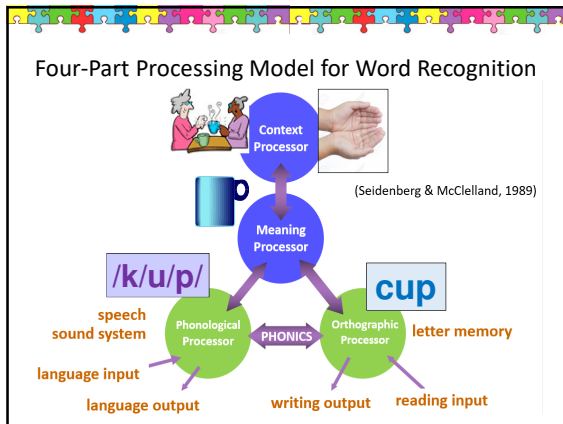 Four-Part Processing Model for Word Recognition
Context
Processor
(Seidenberg & McClelland, 1989)
Meaning
Processor
/k/u/p/
cup
speech
sound system
Phonological
Processor
PHONICS
Orthographic
Processor
letter memory
language input
language output
writing output
reading input